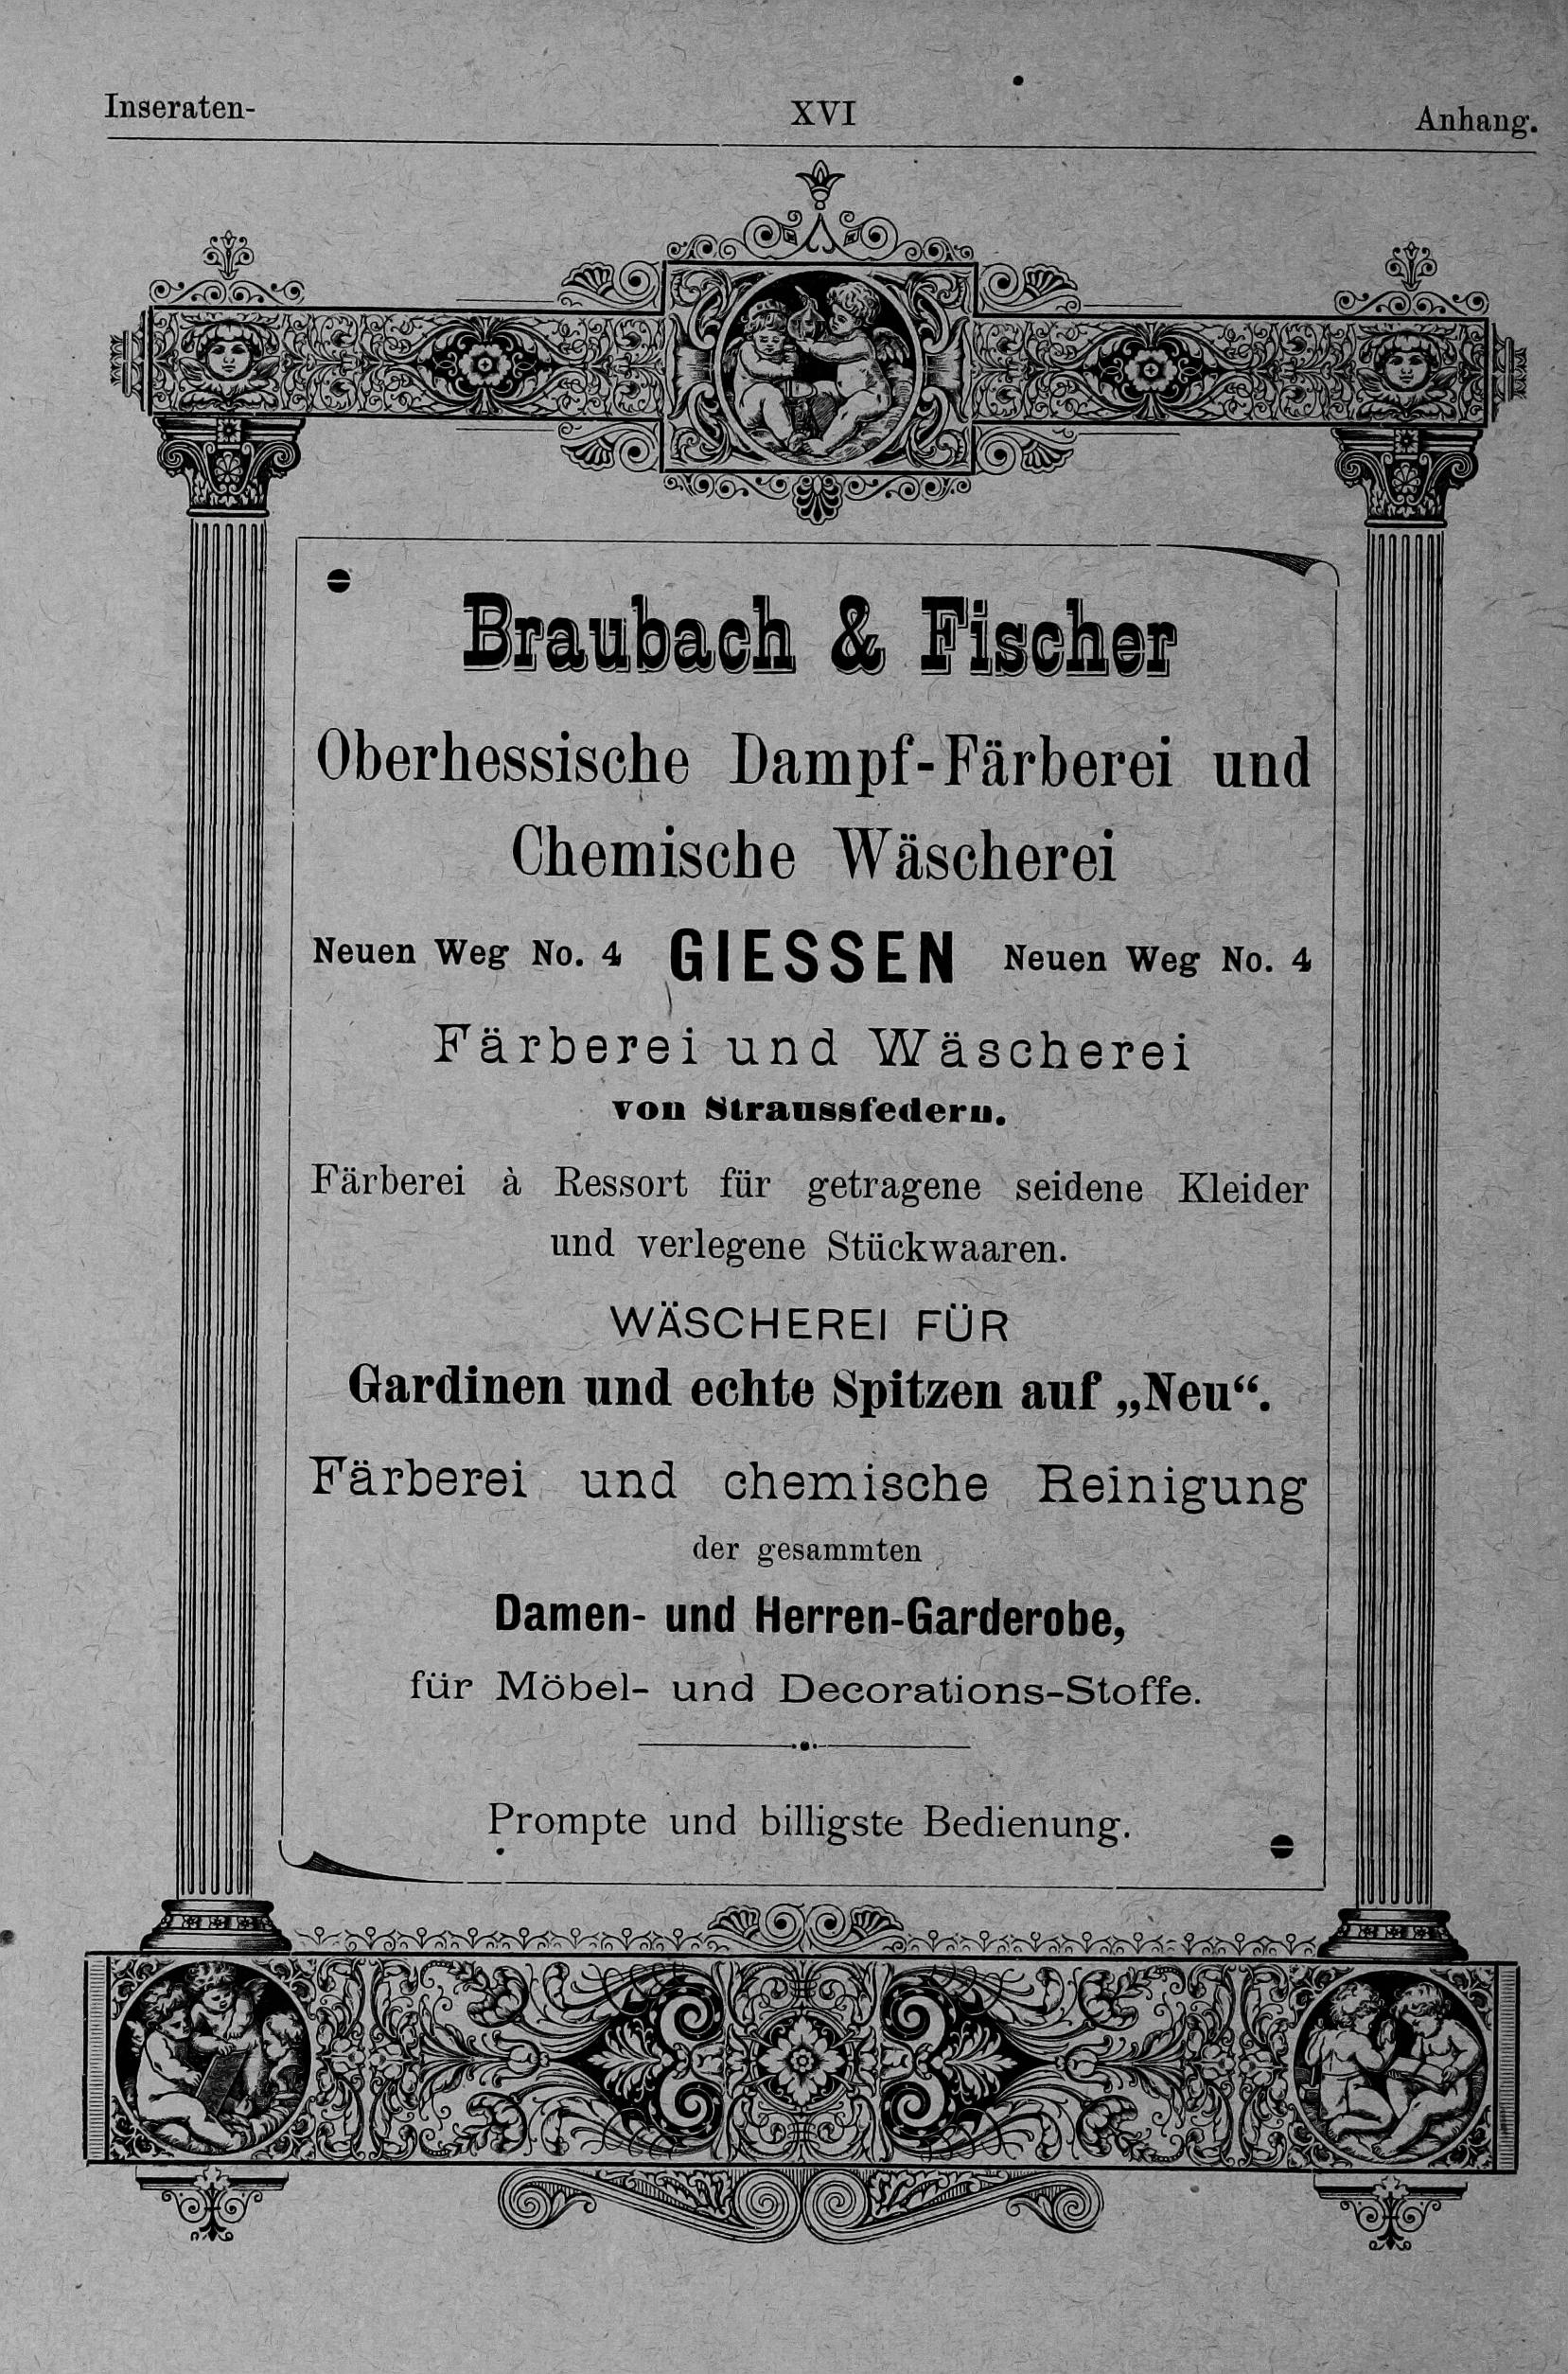 Inseraten- XVI Anhang.
Braubach & Fischer
Oberhessische Dampf-Färberei und
Chemische Wäscherei
Neuen Weg No. 4 GIESSEN Neuen Weg No. 4
Färberei und Wäscherei
von Straussfedern.
Färberei à Ressort für getragene seidene Kleider
und verlegene Stückwaaren.
WÄSCHEREI FÜR
Gardinen und echte Spitzen auf „Neu“.
Färberei und chemische Reinigung
der gesammten
Damen- und Herren-Garderobe,
für Möbel- und Decorations-Stoffe.
Prompte und billigste Bedienung.